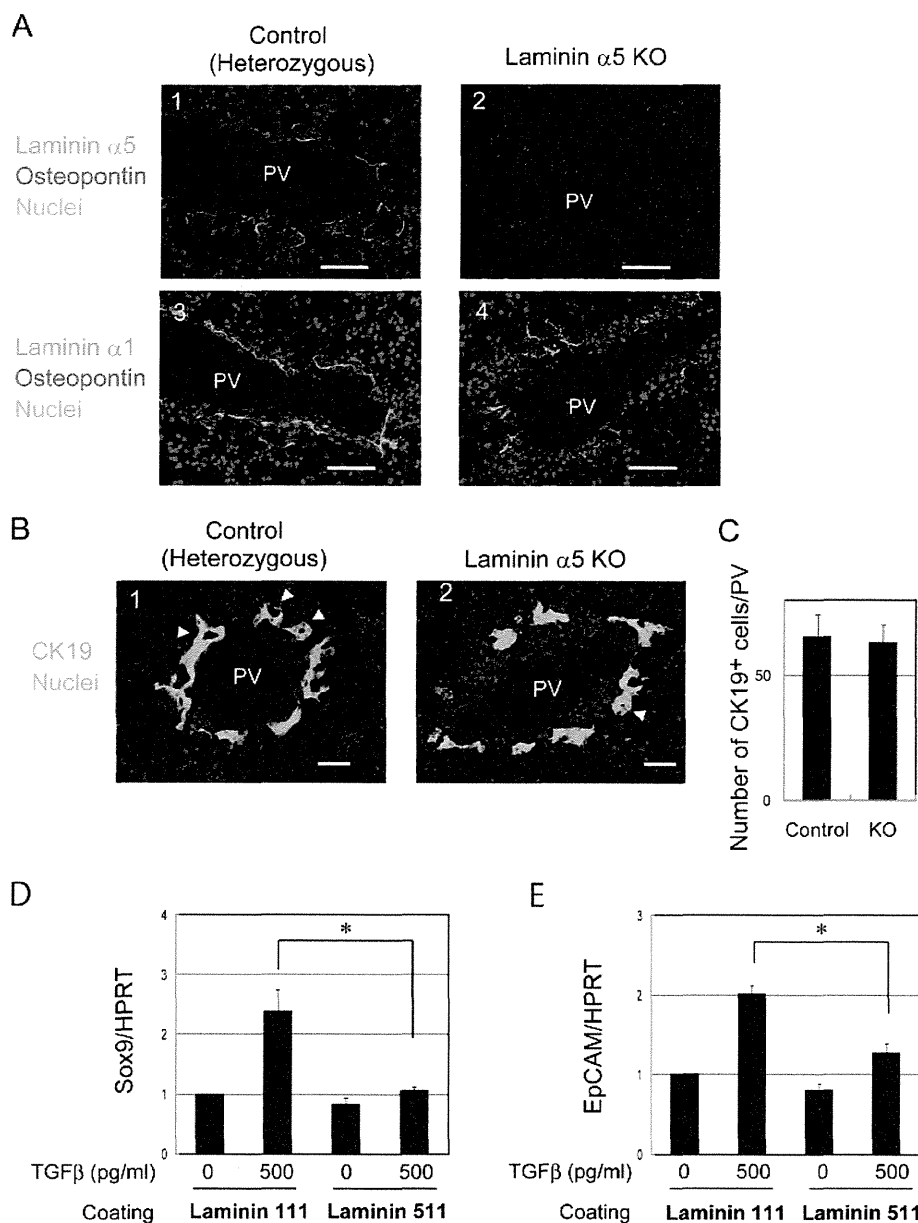 A
Control
(Heterozygous)
Laminin α5 KO
Laminin α5
Osteopontin
Nuclei
1
PV
2
PV
Laminin α1
Osteopontin
Nuclei
3
PV
4
PV
B
Control
(Heterozygous)
Laminin α5 KO
CK19
Nuclei
1
PV
2
PV
C
Number of CK19+ cells/PV
50
0
Control KO
D
Sox9/HPRT
4
3
2
1
0
*
TGFβ (pg/ml) 0 500 0 500
Coating Laminin 111 Laminin 511
E
EpCAM/HPRT
3
2
1
0
*
TGFβ (pg/ml) 0 500 0 500
Coating Laminin 111 Laminin 511